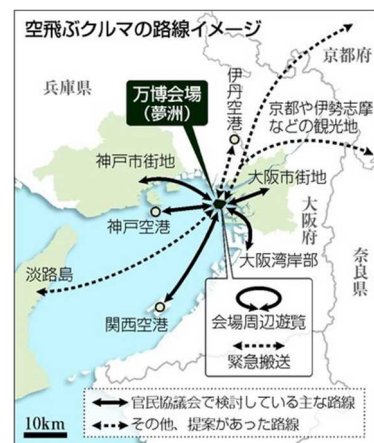 空飛ぶクルマの路線イメージ
京都府
兵庫県
伊丹空港
万博会場
(夢洲)
京都や伊勢志摩
などの観光地
神戸市街地
大阪市街地
神戸空港
大阪府
大阪湾岸部
奈良県
淡路島
関西空港
会場周辺遊覧
緊急搬送
10km
官民協議会で検討している主な路線
その他、提案があった路線